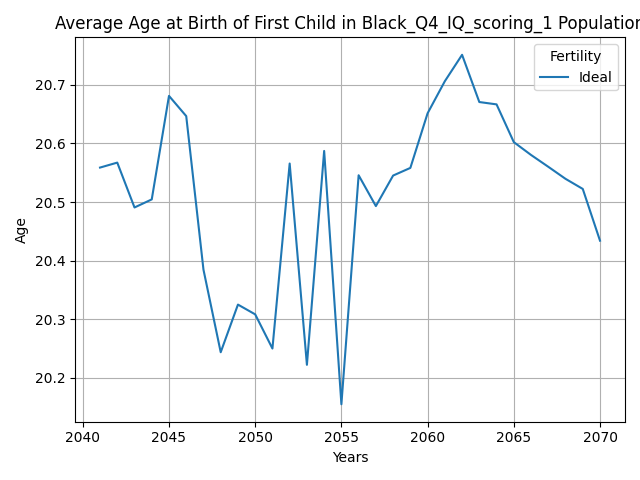 Average Age at Birth of First Child in Black_Q4_IQ_scoring_1 Population
Fertility
Ideal
Age
20.7
20.6
20.5
20.4
20.3
20.2
2040 2045 2050 2055 2060 2065 2070
Years